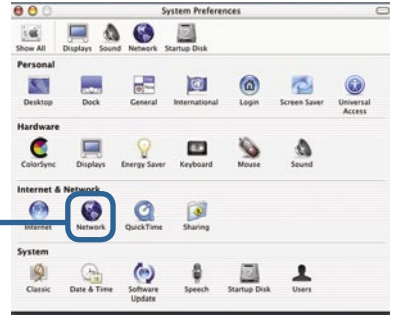 System Preferences
Show All Displays Sound Network Startup Disk
Personal
Desktop Dock General International Login Screen Saver Universal Access
Hardware
ColorSync Displays Energy Saver Keyboard Mouse Sound
Internet & Network
Internet Network QuickTime Sharing
System
Classic Date & Time Software Update Speech Startup Disk Users